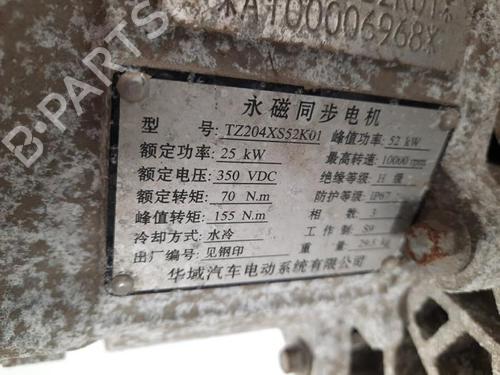 ※A100006968※
永磁同步电机
型 号: TZ204XS52K01 峰值功率: 52 kW
额定功率: 25 kW 最高转速: 10000 rpm
额定电压: 350 VDC 绝缘等级: H 级
额定转矩: 70 N.m 防护等级: IP67
峰值转矩: 155 N.m 相 数: 3
冷却方式: 水冷 工作制: S9
出厂编号: 见钢印 重 量: 29.5
华域汽车电动系统有限公司
B-PARTS